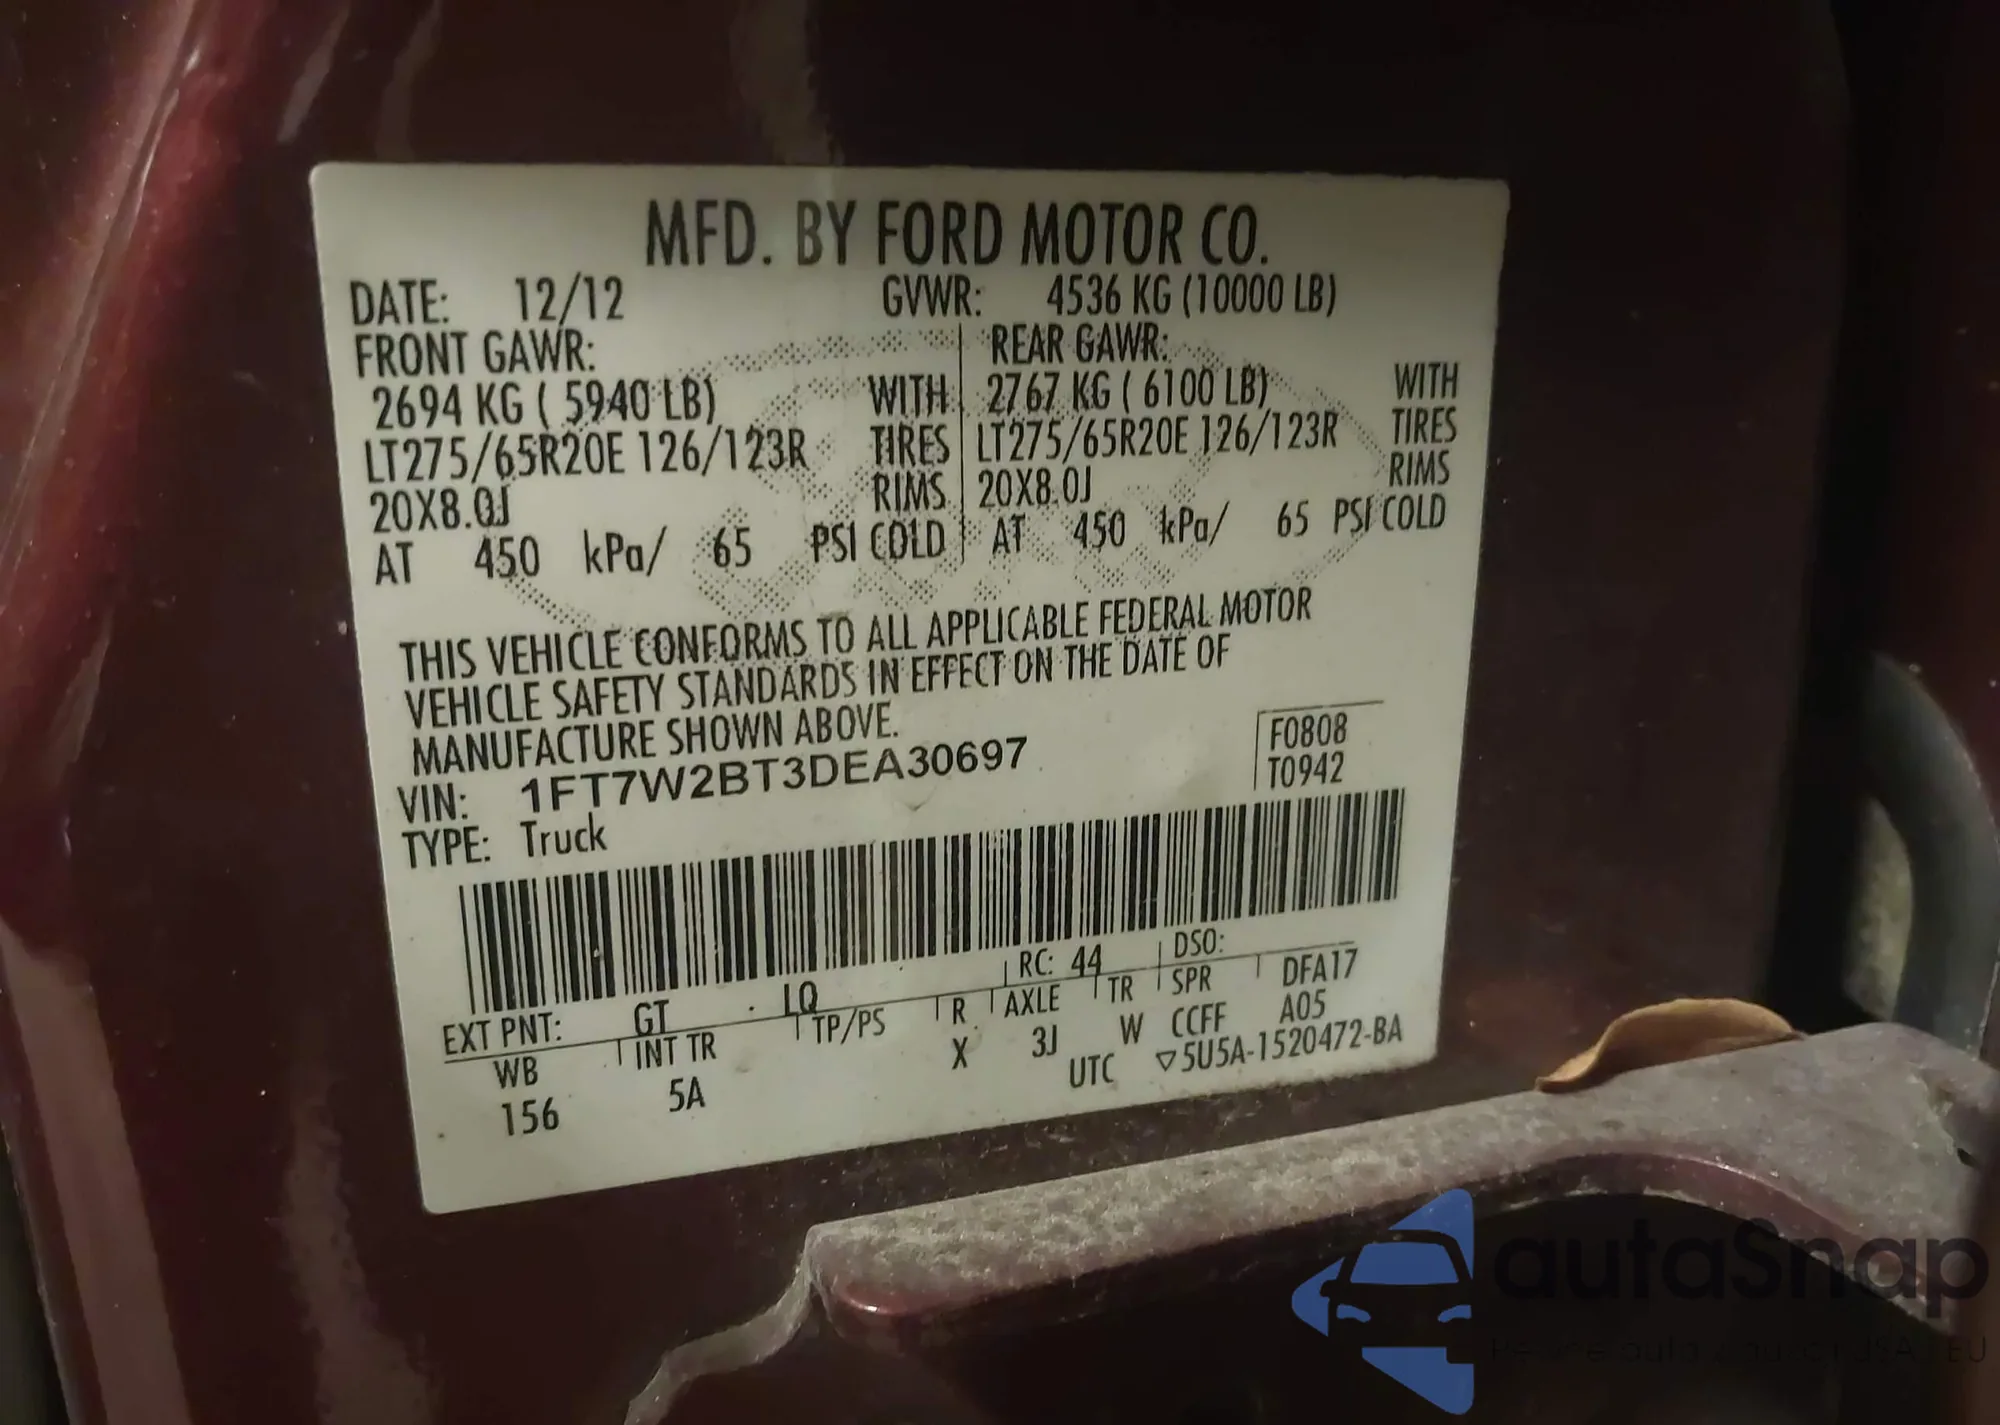 MFD. BY FORD MOTOR CO.
DATE: 12/12 GVWR: 4536 KG (10000 LB)
FRONT GAWR: REAR GAWR:
2694 KG ( 5940 LB) WITH 2767 KG ( 6100 LB) WITH
LT275/65R20E 126/123R TIRES LT275/65R20E 126/123R TIRES
20X8.0J RIMS 20X8.0J RIMS
AT 450 kPa/ 65 PSI COLD AT 450 kPa/ 65 PSI COLD
THIS VEHICLE CONFORMS TO ALL APPLICABLE FEDERAL MOTOR
VEHICLE SAFETY STANDARDS IN EFFECT ON THE DATE OF
MANUFACTURE SHOWN ABOVE.
VIN: 1FT7W2BT3DEA30697
F0808
T0942
TYPE: Truck
EXT PNT: GT LQ RC: 44 DSO:
WB INT TR TP/PS R AXLE TR SPR DFA17
156 5A X 3J W CCFF A05
UTC ▽5U5A-1520472-BA
autaSnap